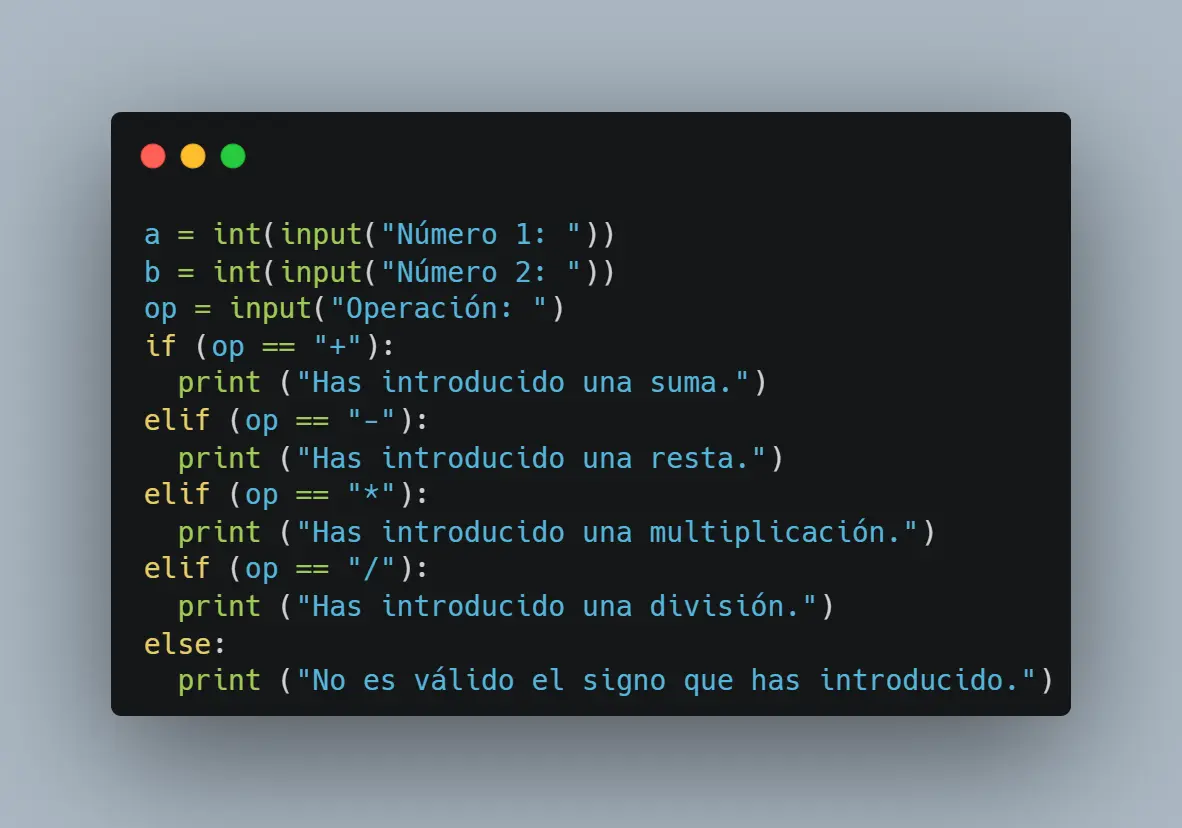 a = int(input("Número 1: "))
b = int(input("Número 2: "))
op = input("Operación: ")
if (op == "+"):
  print ("Has introducido una suma.")
elif (op == "-"):
  print ("Has introducido una resta.")
elif (op == "*"):
  print ("Has introducido una multiplicación.")
elif (op == "/"):
  print ("Has introducido una división.")
else:
  print ("No es válido el signo que has introducido.")